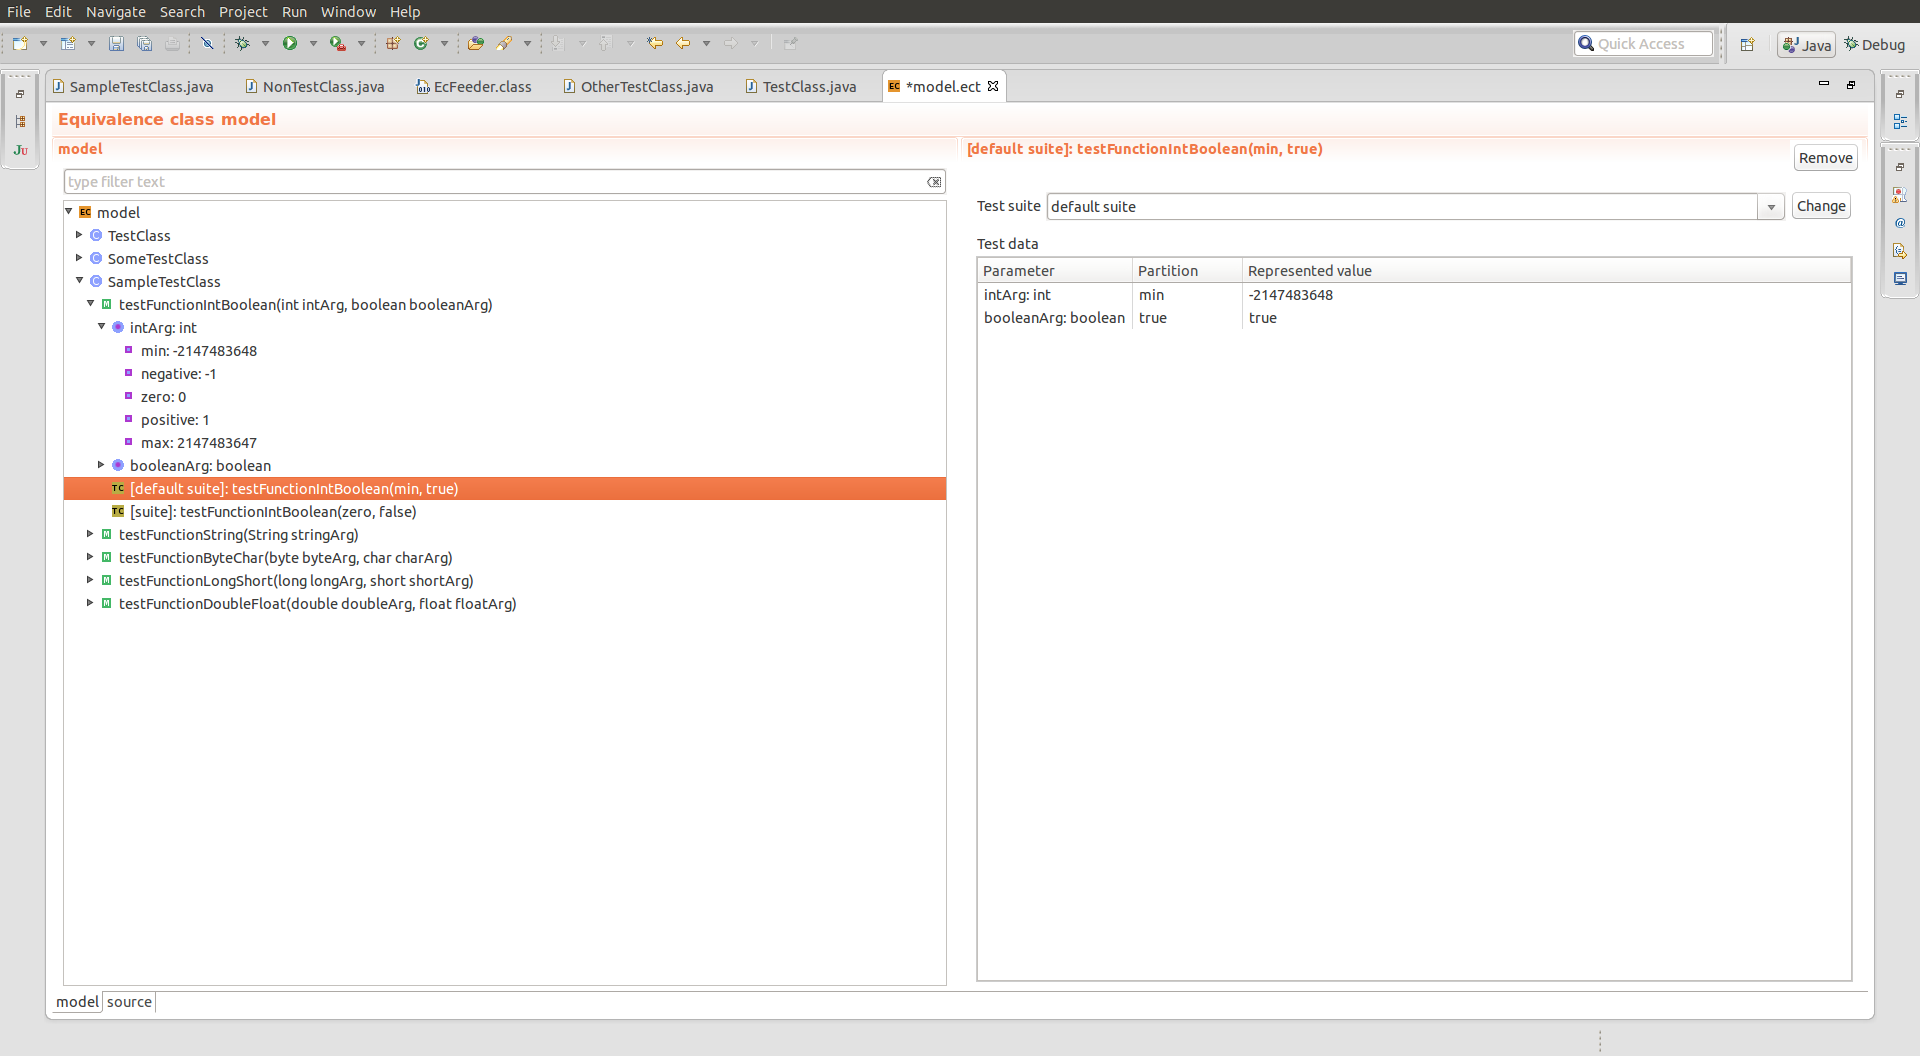 File Edit Navigate Search Project Run Window Help
Quick Access Java Debug
SampleTestClass.java NonTestClass.java EcFeeder.class OtherTestClass.java TestClass.java EC *model.ect
Equivalence class model
model
type filter text
EC model
C TestClass
C SomeTestClass
C SampleTestClass
M testFunctionIntBoolean(int intArg, boolean booleanArg)
intArg: int
min: -2147483648
negative: -1
zero: 0
positive: 1
max: 2147483647
booleanArg: boolean
TC [default suite]: testFunctionIntBoolean(min, true)
TC [suite]: testFunctionIntBoolean(zero, false)
M testFunctionString(String stringArg)
M testFunctionByteChar(byte byteArg, char charArg)
M testFunctionLongShort(long longArg, short shortArg)
M testFunctionDoubleFloat(double doubleArg, float floatArg)
[default suite]: testFunctionIntBoolean(min, true)
Remove
Test suite default suite Change
Test data
Parameter Partition Represented value
intArg: int min -2147483648
booleanArg: boolean true true
model source
JU
@